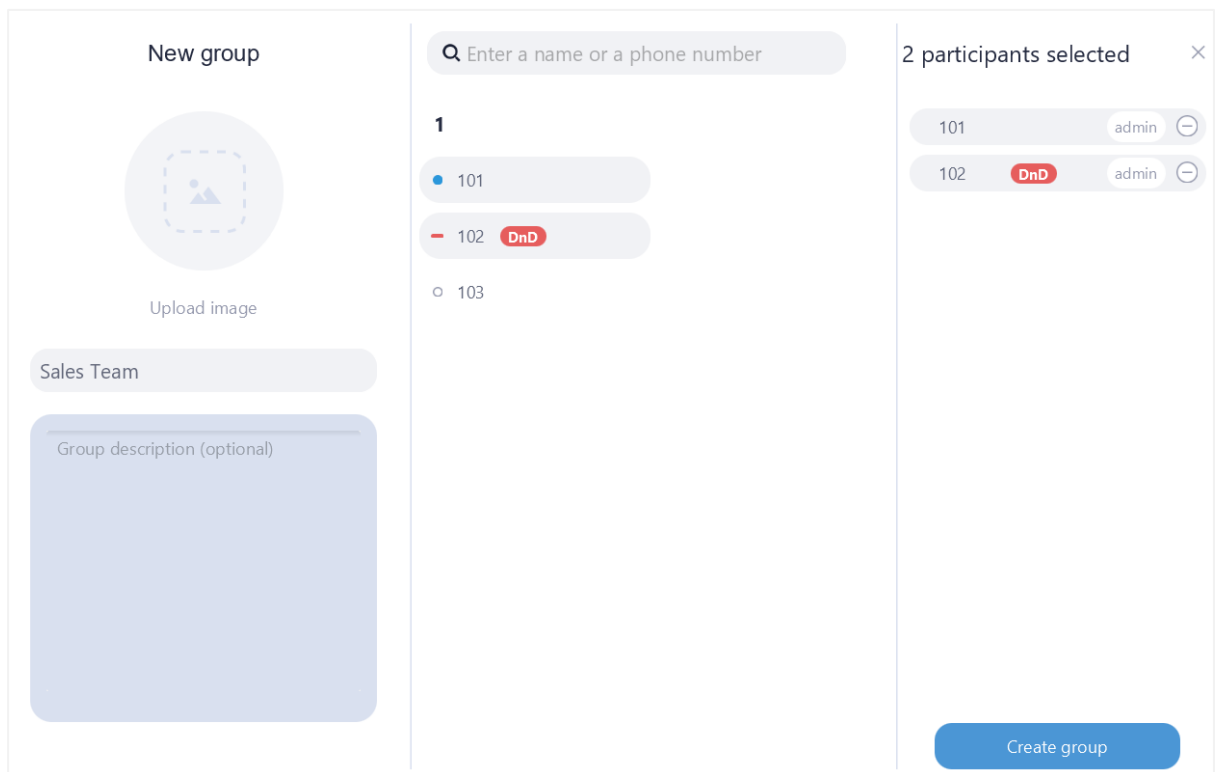 New group
Upload image
Sales Team
Group description (optional)
Enter a name or a phone number
1
101
102 DnD
103
2 participants selected
101 admin
102 DnD admin
Create group